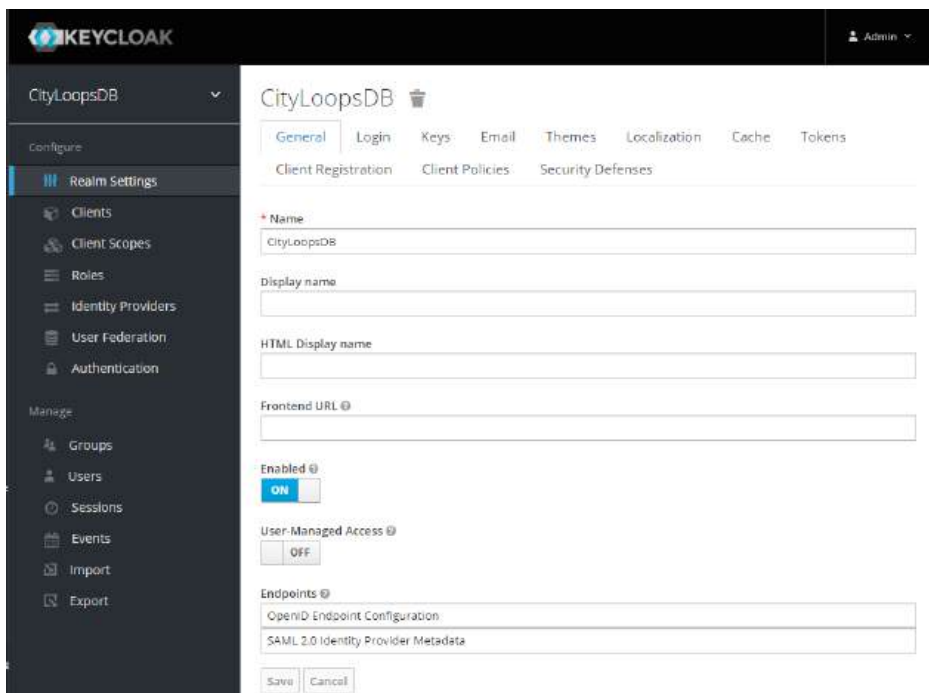 KEYCLOAK
Admin
CityLoopsDB
Configure
Realm Settings
Clients
Client Scopes
Roles
Identity Providers
User Federation
Authentication
Manage
Groups
Users
Sessions
Events
Import
Export
CityLoopsDB
General Login Keys Email Themes Localization Cache Tokens
Client Registration Client Policies Security Defenses
* Name
CityLoopsDB
Display name
HTML Display name
Frontend URL
Enabled
ON
User-Managed Access
OFF
Endpoints
OpenID Endpoint Configuration
SAML 2.0 Identity Provider Metadata
Save Cancel